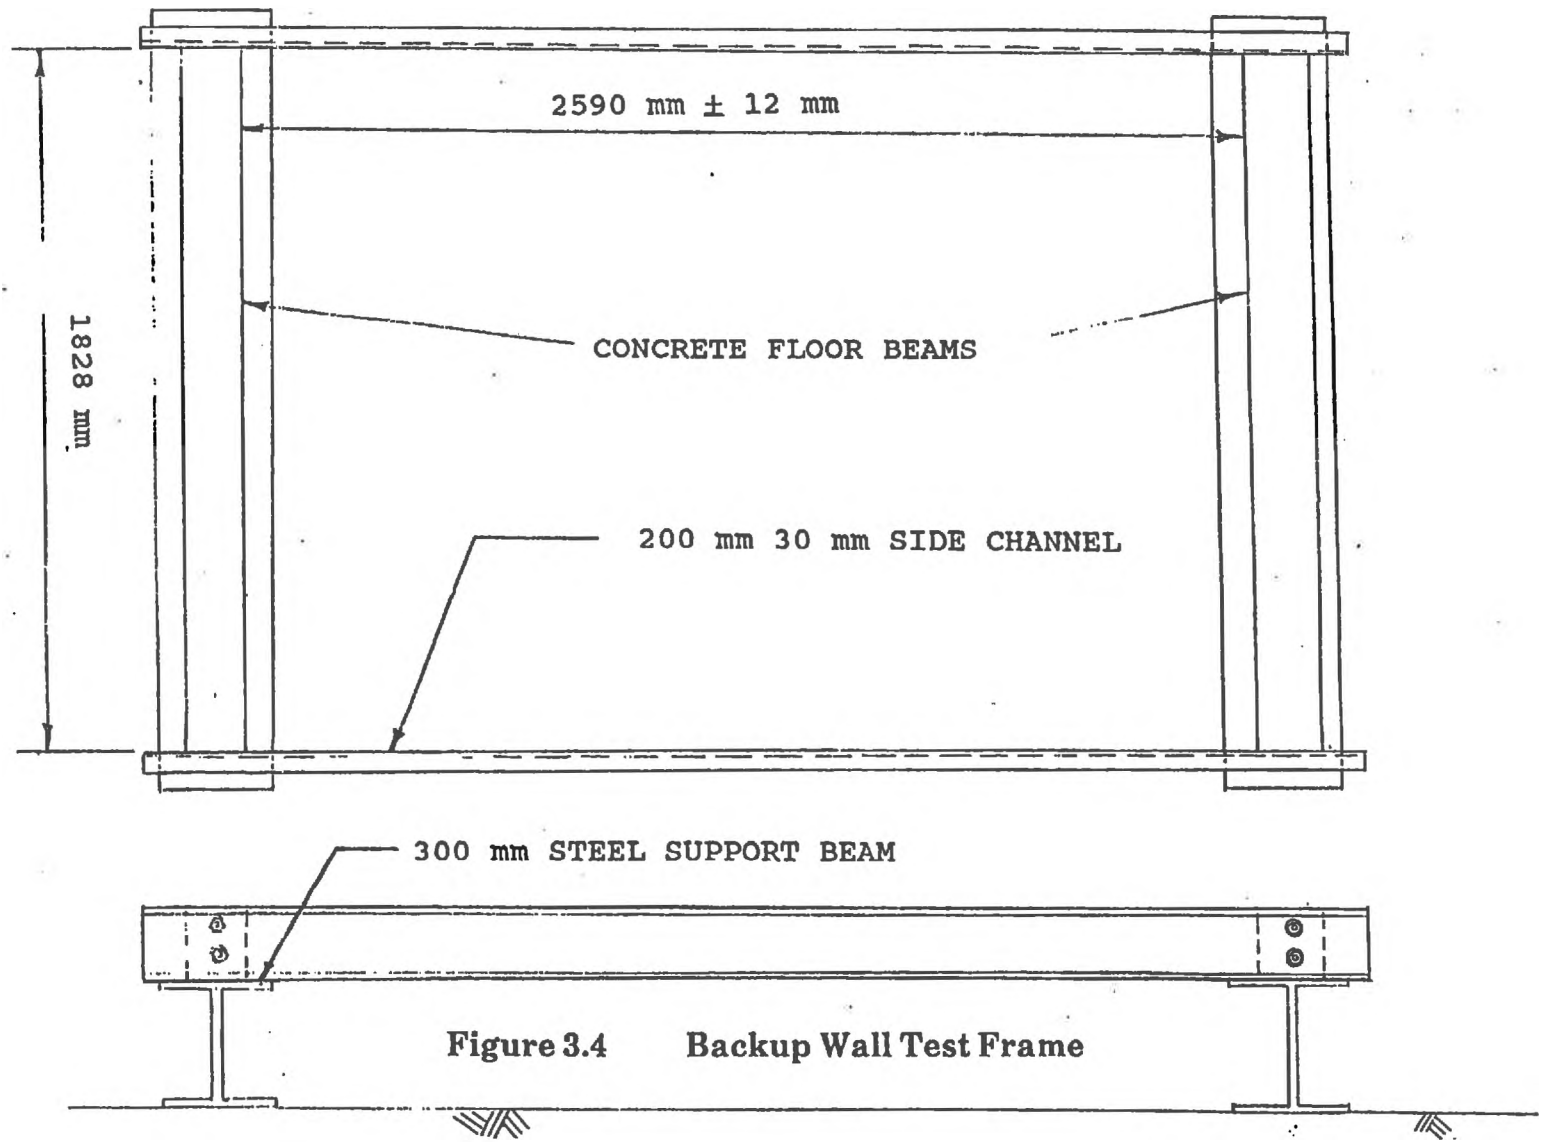 2590 mm ± 12 mm
1828 mm
CONCRETE FLOOR BEAMS
200 mm 30 mm SIDE CHANNEL
300 mm STEEL SUPPORT BEAM
Figure 3.4 Backup Wall Test Frame